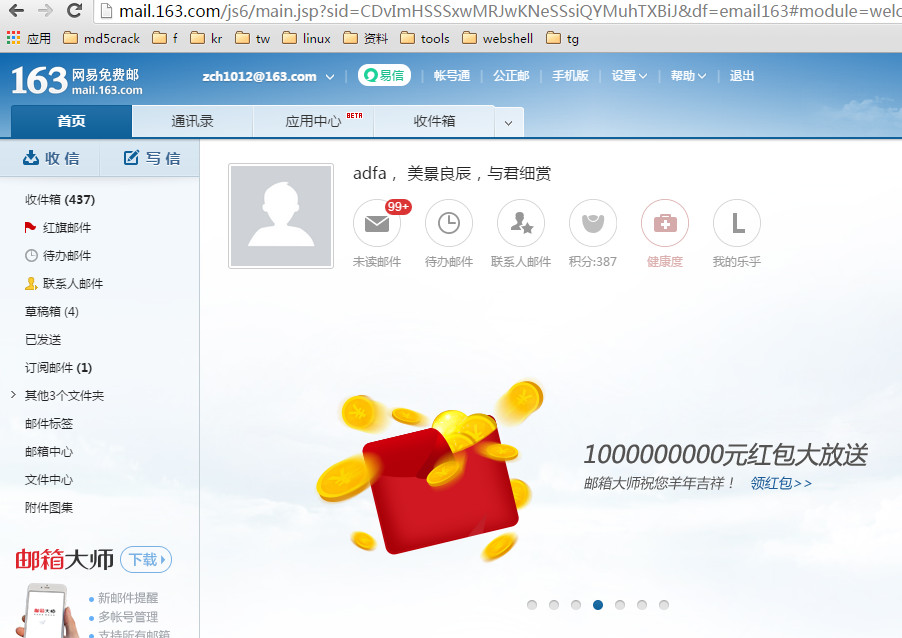 mail.163.com/js6/main.jsp?sid=CDvImHSSSxwMRJwKNeSSsiQYMuhTXBiJ&df=email163#module=welc
应用 md5crack f kr tw linux 资料 tools webshell tg
163 网易免费邮
mail.163.com
zch1012@163.com 易信 帐号通 公正邮 手机版 设置 帮助 退出
首页 通讯录 应用中心 BETA 收件箱
收信 写信
adfa， 美景良辰，与君细赏
99+
未读邮件 待办邮件 联系人邮件 积分:387 健康度 L 我的乐乎
收件箱 (437)
红旗邮件
待办邮件
联系人邮件
草稿箱 (4)
已发送
订阅邮件 (1)
其他3个文件夹
邮件标签
邮箱中心
文件中心
附件图集
1000000000元红包大放送
邮箱大师祝您羊年吉祥！ 领红包>>
邮箱大师 下载
邮箱大师
新邮件提醒
多帐号管理
支持所有邮箱